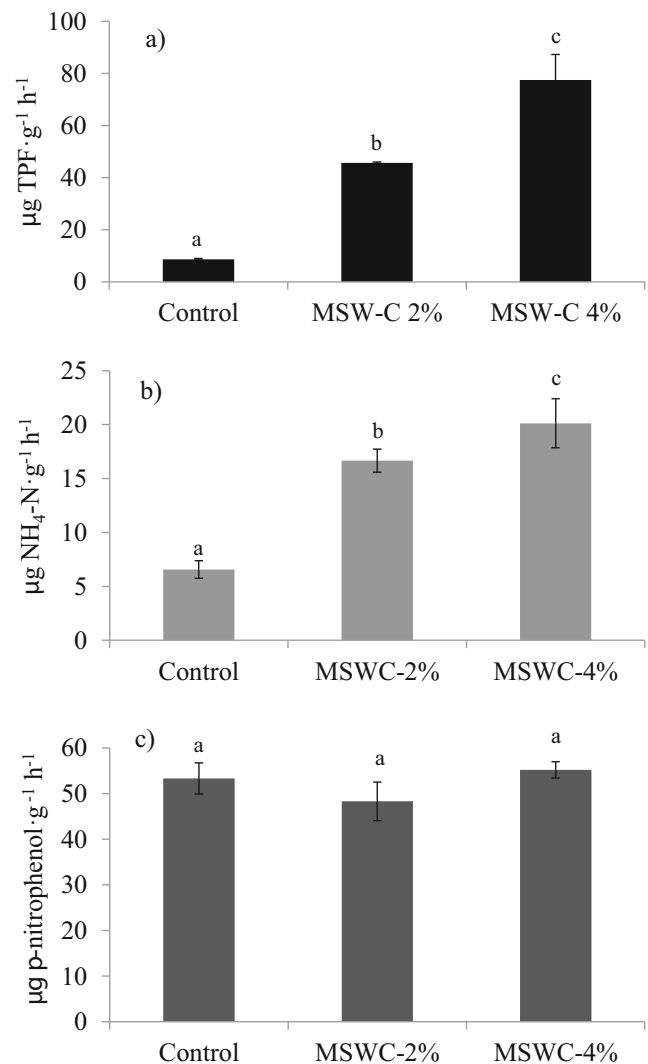 a)
µg TPF·g⁻¹ h⁻¹
100
80
60
40
20
0
a
b
c
Control MSW-C 2% MSW-C 4%
b)
µg NH₄-N·g⁻¹ h⁻¹
25
20
15
10
5
0
a
b
c
Control MSWC-2% MSWC-4%
c)
µg p-nitrophenol·g⁻¹ h⁻¹
60
50
40
30
20
10
0
a
a
a
Control MSWC-2% MSWC-4%